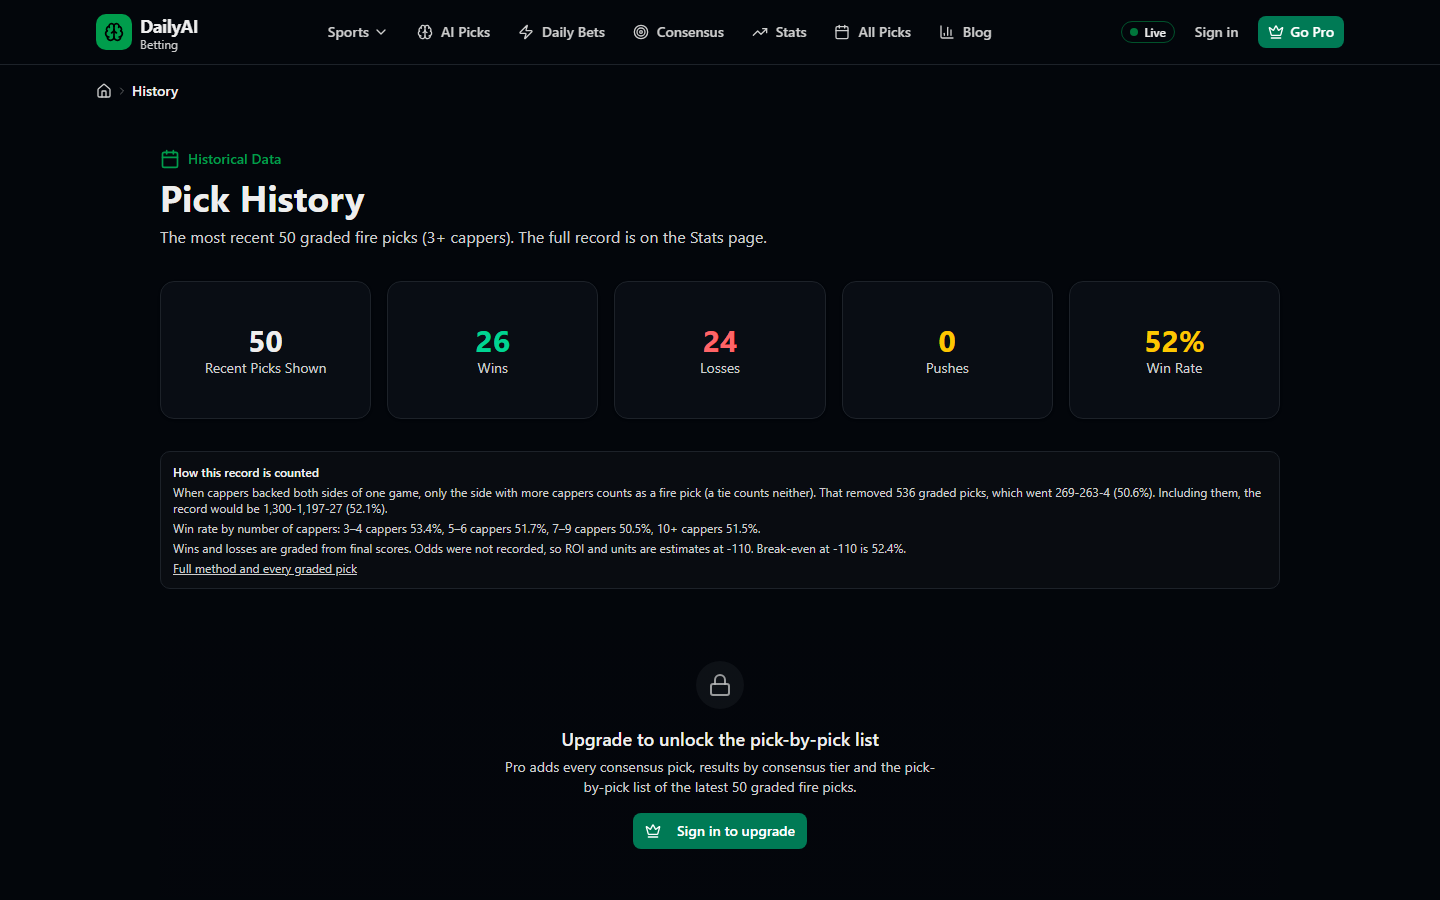 DailyAI
Betting
Sports
AI Picks
Daily Bets
Consensus
Stats
All Picks
Blog
Live
Sign in
Go Pro
History
Historical Data
Pick History
The most recent 50 graded fire picks (3+ cappers). The full record is on the Stats page.
50
Recent Picks Shown
26
Wins
24
Losses
0
Pushes
52%
Win Rate
How this record is counted
When cappers backed both sides of one game, only the side with more cappers counts as a fire pick (a tie counts neither). That removed 536 graded picks, which went 269-263-4 (50.6%). Including them, the
record would be 1,300-1,197-27 (52.1%).
Win rate by number of cappers: 3–4 cappers 53.4%, 5–6 cappers 51.7%, 7–9 cappers 50.5%, 10+ cappers 51.5%.
Wins and losses are graded from final scores. Odds were not recorded, so ROI and units are estimates at -110. Break-even at -110 is 52.4%.
Full method and every graded pick
Upgrade to unlock the pick-by-pick list
Pro adds every consensus pick, results by consensus tier and the pick-
by-pick list of the latest 50 graded fire picks.
Sign in to upgrade